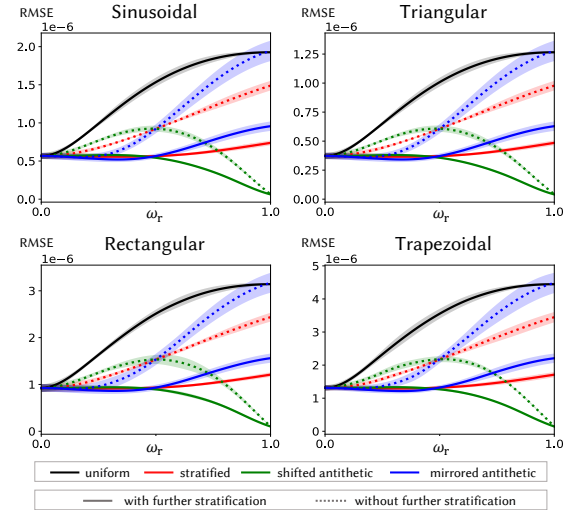 Sinusoidal
Triangular
RMSE
1e−6
RMSE
1e−6
2.0
1.5
1.0
0.5
0.0
1.25
1.00
0.75
0.50
0.25
0.00
0.0
ωr
1.0
0.0
ωr
1.0
Rectangular
Trapezoidal
RMSE
1e−6
RMSE
1e−6
3
2
1
0
5
4
3
2
1
0
0.0
ωr
1.0
0.0
ωr
1.0
uniform stratified shifted antithetic mirrored antithetic
with further stratification without further stratification